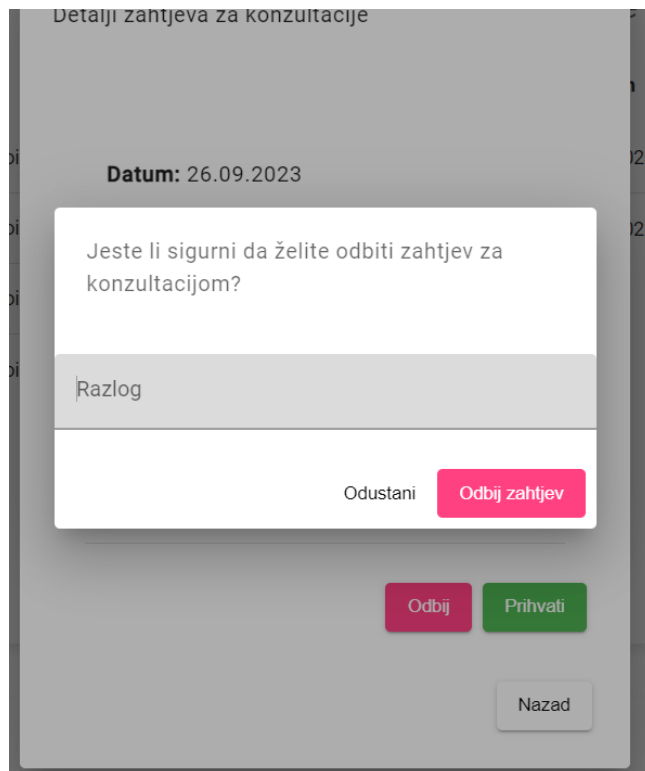 Detalji zahtjeva za konzultacije
Datum: 26.09.2023
Jeste li sigurni da želite odbiti zahtjev za
konzultacijom?
Razlog
Odustani
Odbij zahtjev
Odbij
Prihvati
Nazad